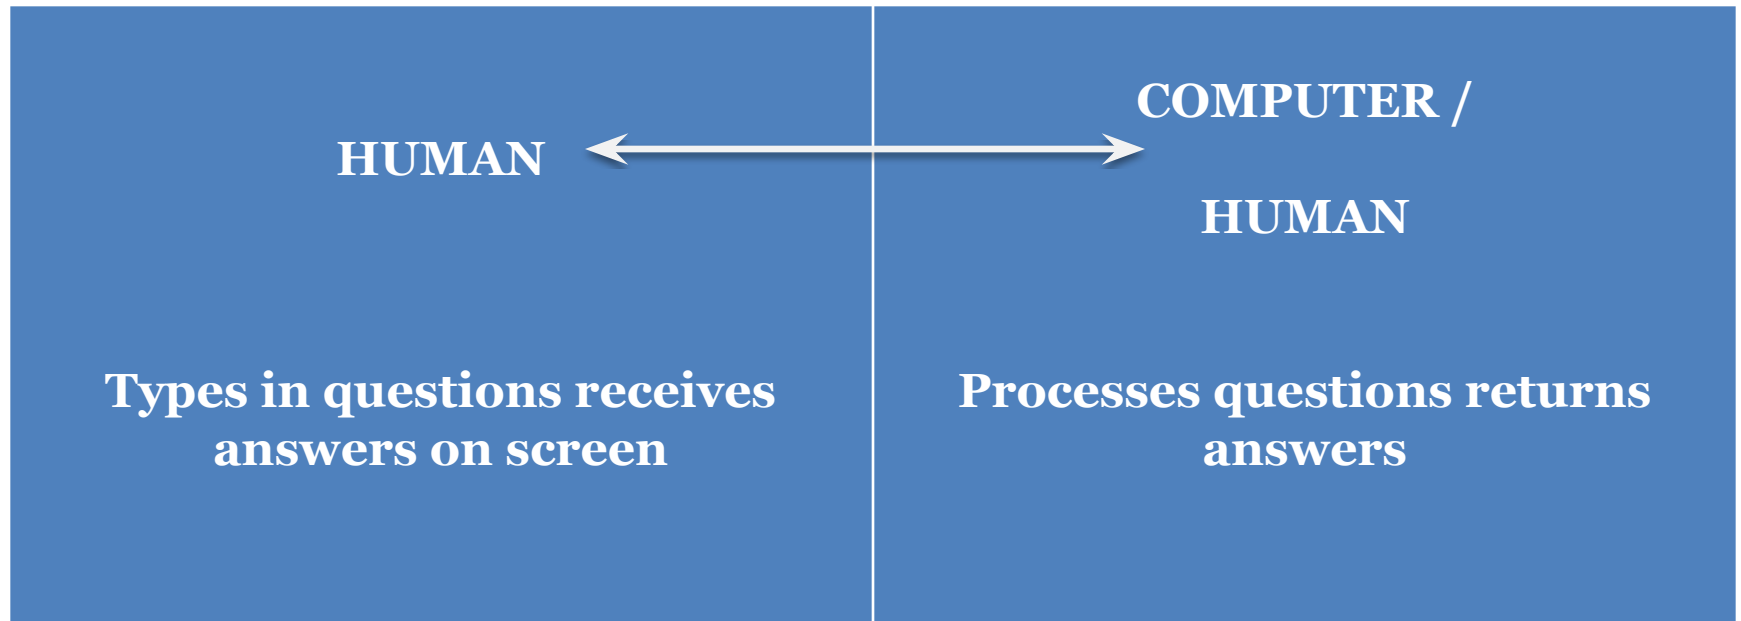 HUMAN
Types in questions receives
answers on screen
COMPUTER /
HUMAN
Processes questions returns
answers